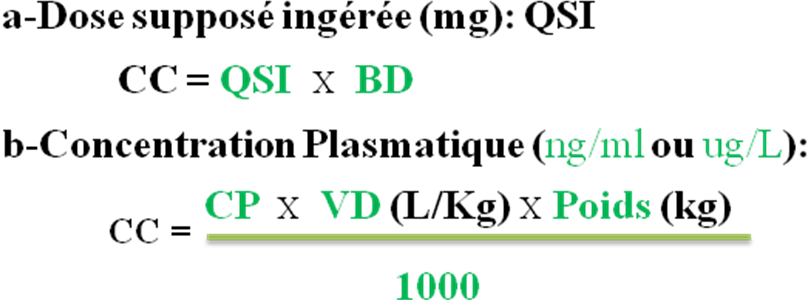 a-Dose supposé ingérée (mg): QSI
CC = QSI x BD
b-Concentration Plasmatique (ng/ml ou ug/L):
CC = CP x VD (L/Kg) x Poids (kg)
1000